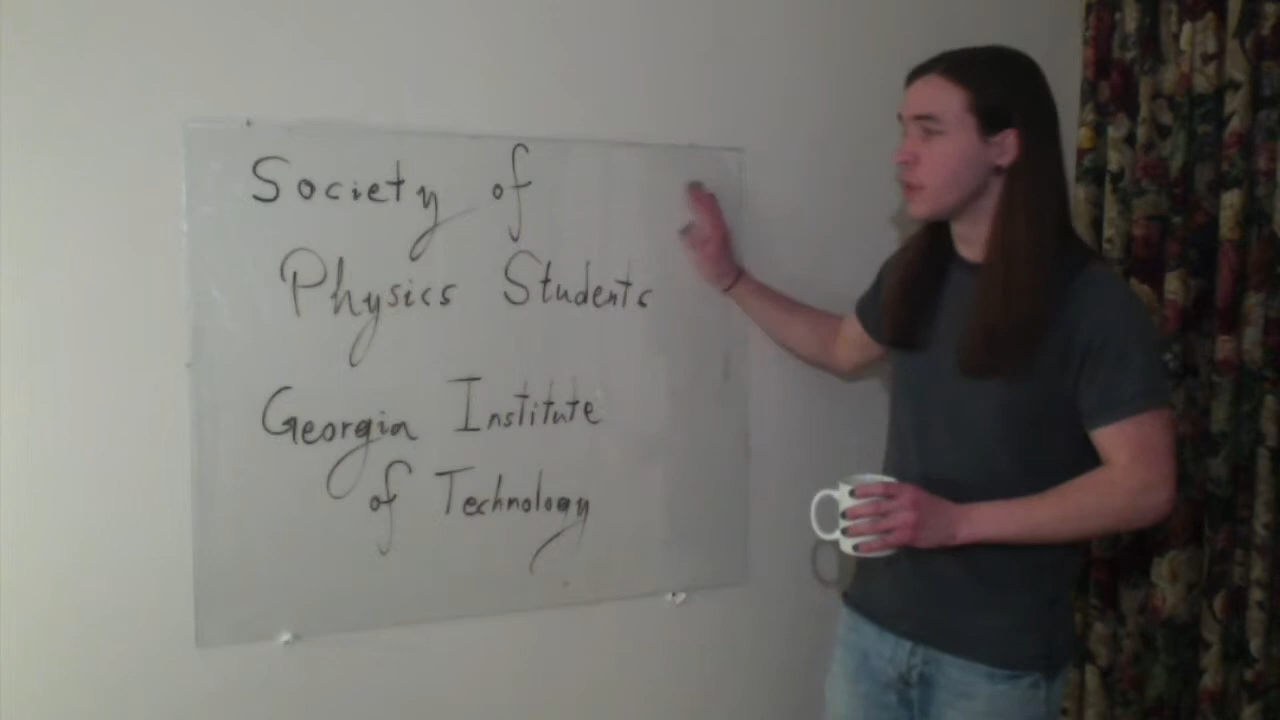 Society of
Physics Students
Georgia Institute
of Technology